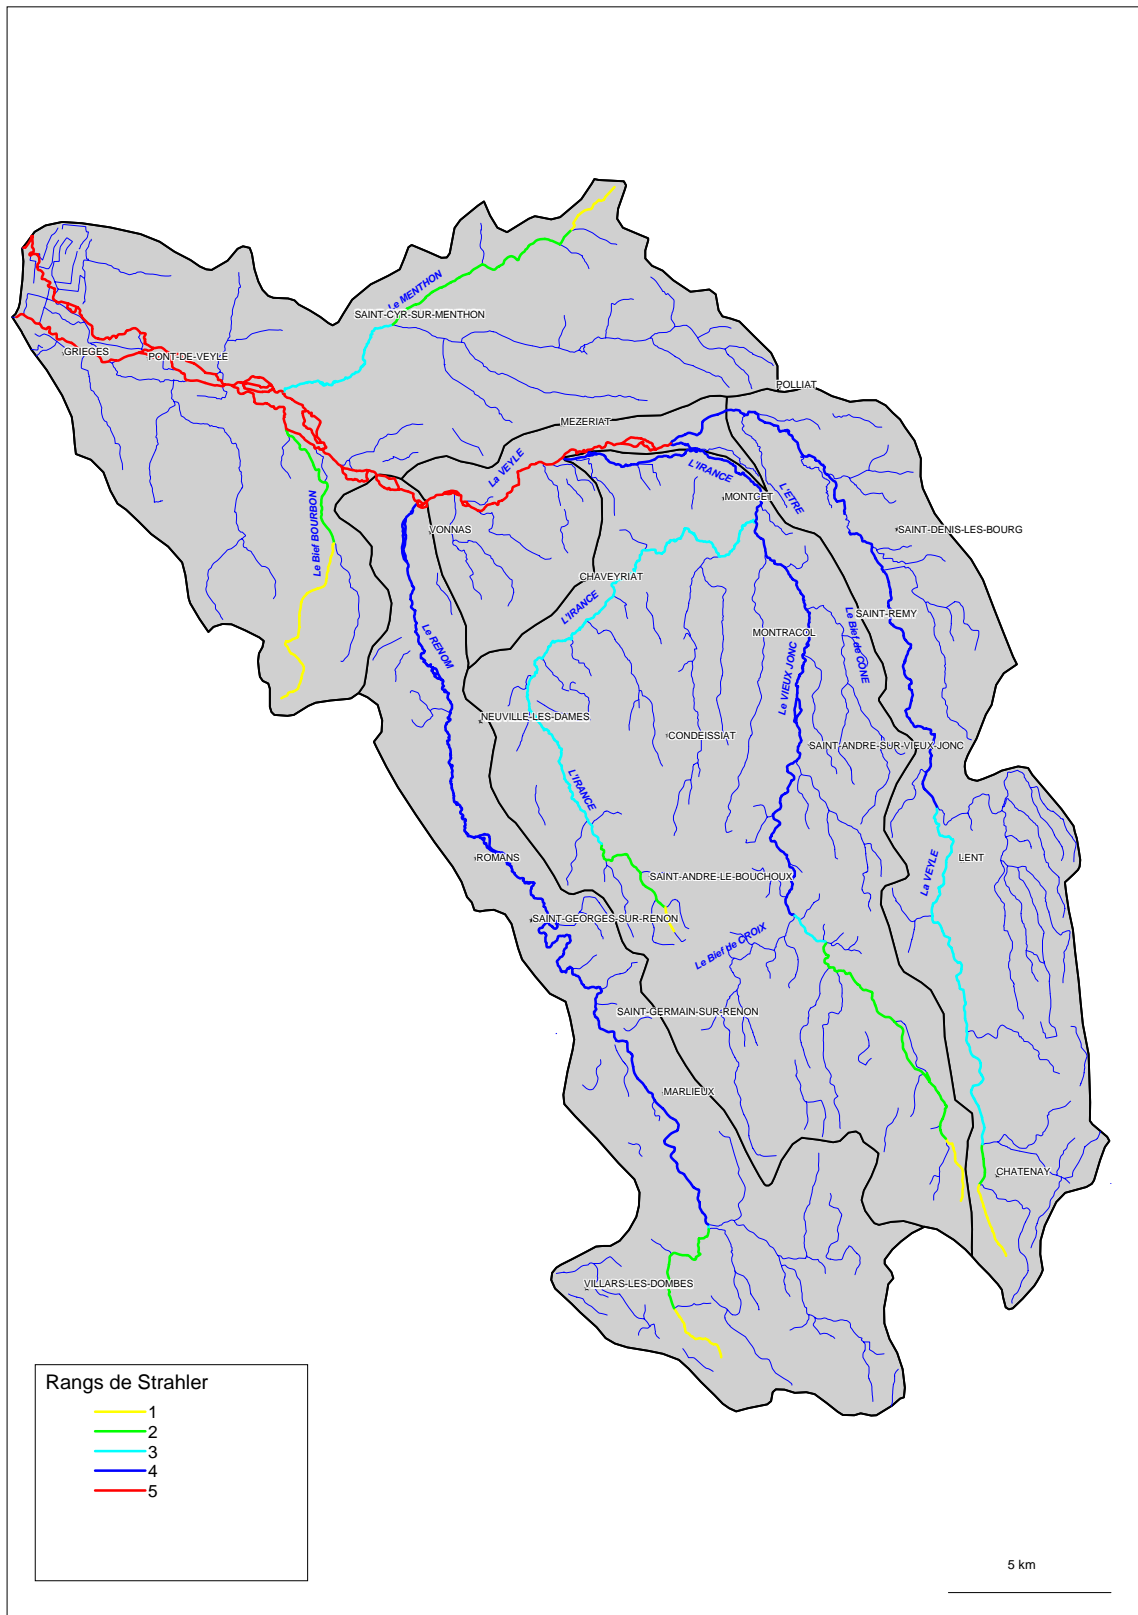 Le MENTHON
SAINT-CYR-SUR-MENTHON
GRIEGES
PONT-DE-VEYLE
POLLIAT
MEZERIAT
La VEYLE
L'IRANCE
L'ETRE
MONTCET
Le Bief BOURBON
VONNAS
SAINT-DENIS-LES-BOURG
CHAVEYRIAT
L'IRANCE
SAINT-REMY
Le RENOM
MONTRACOL
Le Bief de CONE
Le VIEUX JONC
NEUVILLE-LES-DAMES
CONDEISSIAT
SAINT-ANDRE-SUR-VIEUX-JONC
L'IRANCE
ROMANS
LENT
La VEYLE
SAINT-ANDRE-LE-BOUCHOUX
SAINT-GEORGES-SUR-RENON
Le Bief de CROIX
SAINT-GERMAIN-SUR-RENON
MARLIEUX
CHATENAY
VILLARS-LES-DOMBES
Rangs de Strahler
1
2
3
4
5
5 km